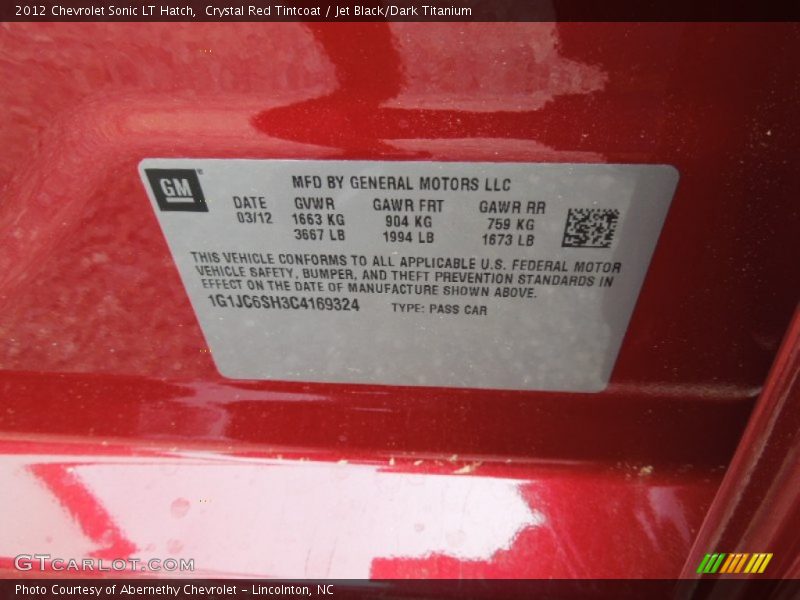 2012 Chevrolet Sonic LT Hatch,  Crystal Red Tintcoat / Jet Black/Dark Titanium
GM
MFD BY GENERAL MOTORS LLC
DATE GVWR GAWR FRT GAWR RR
03/12 1663 KG 904 KG 759 KG
3667 LB 1994 LB 1673 LB
THIS VEHICLE CONFORMS TO ALL APPLICABLE U.S. FEDERAL MOTOR
VEHICLE SAFETY, BUMPER, AND THEFT PREVENTION STANDARDS IN
EFFECT ON THE DATE OF MANUFACTURE SHOWN ABOVE.
1G1JC6SH3C4169324 TYPE: PASS CAR
GTCARLOT.COM
Photo Courtesy of Abernethy Chevrolet - Lincolnton, NC